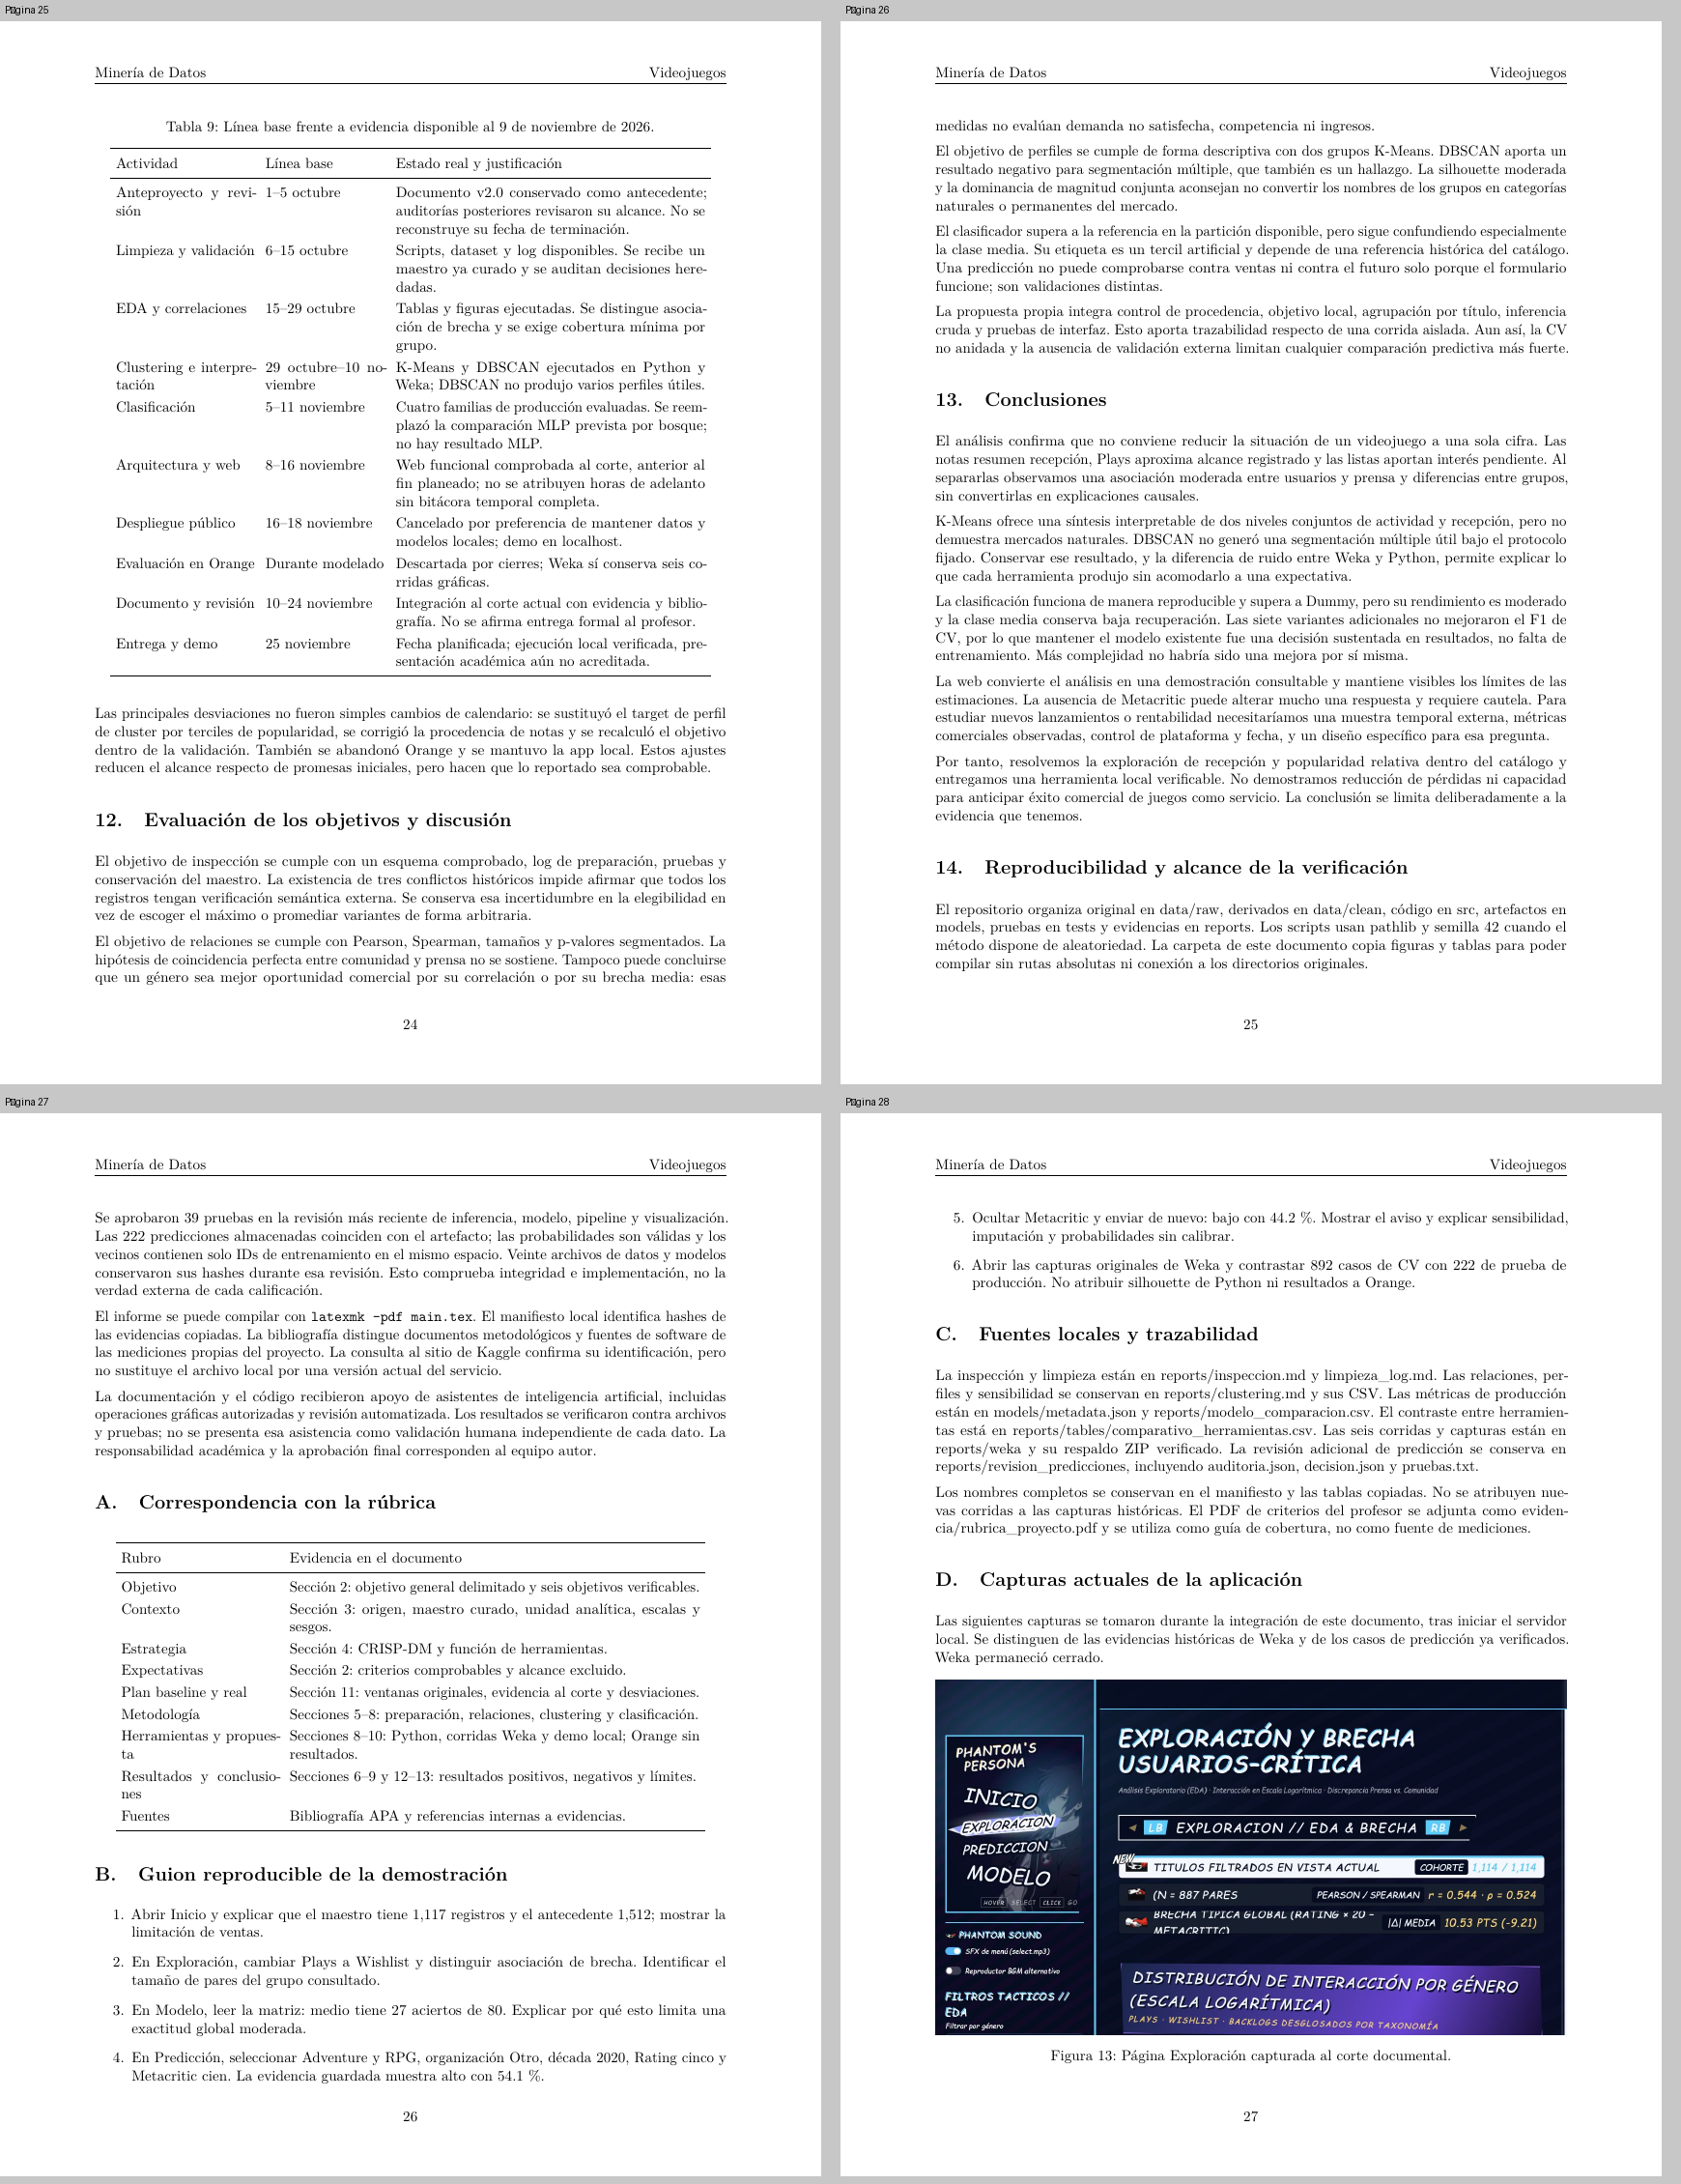 Página 25
Minería de Datos Videojuegos
Tabla 9: Línea base frente a evidencia disponible al 9 de noviembre de 2026.
Actividad Línea base Estado real y justificación
Anteproyecto y revi- 1–5 octubre Documento v2.0 conservado como antecedente;
sión auditorías posteriores revisaron su alcance. No se
reconstruye su fecha de terminación.
Limpieza y validación 6–15 octubre Scripts, dataset y log disponibles. Se recibe un
maestro ya curado y se auditan decisiones here-
dadas.
EDA y correlaciones 15–29 octubre Tablas y figuras ejecutadas. Se distingue asocia-
ción de brecha y se exige cobertura mínima por
grupo.
Clustering e interpre- 29 octubre–10 no- K-Means y DBSCAN ejecutados en Python y
tación viembre Weka; DBSCAN no produjo varios perfiles útiles.
Clasificación 5–11 noviembre Cuatro familias de producción evaluadas. Se reem-
plazó la comparación MLP prevista por bosque;
no hay resultado MLP.
Arquitectura y web 8–16 noviembre Web funcional comprobada al corte, anterior al
fin planeado; no se atribuyen horas de adelanto
sin bitácora temporal completa.
Despliegue público 16–18 noviembre Cancelado por preferencia de mantener datos y
modelos locales; demo en localhost.
Evaluación en Orange Durante modelado Descartada por cierres; Weka sí conserva seis co-
rridas gráficas.
Documento y revisión 10–24 noviembre Integración al corte actual con evidencia y biblio-
grafía. No se afirma entrega formal al profesor.
Entrega y demo 25 noviembre Fecha planificada; ejecución local verificada, pre-
sentación académica aún no acreditada.
Las principales desviaciones no fueron simples cambios de calendario: se sustituyó el target de perfil
de cluster por terciles de popularidad, se corrigió la procedencia de notas y se recalculó el objetivo
dentro de la validación. También se abandonó Orange y se mantuvo la app local. Estos ajustes
reducen el alcance respecto de promesas iniciales, pero hacen que lo reportado sea comprobable.
12. Evaluación de los objetivos y discusión
El objetivo de inspección se cumple con un esquema comprobado, log de preparación, pruebas y
conservación del maestro. La existencia de tres conflictos históricos impide afirmar que todos los
registros tengan verificación semántica externa. Se conserva esa incertidumbre en la elegibilidad en
vez de escoger el máximo o promediar variantes de forma arbitraria.
El objetivo de relaciones se cumple con Pearson, Spearman, tamaños y p-valores segmentados. La
hipótesis de coincidencia perfecta entre comunidad y prensa no se sostiene. Tampoco puede concluirse
que un género sea mejor oportunidad comercial por su correlación o por su brecha media: esas
24
Página 26
Minería de Datos Videojuegos
medidas no evalúan demanda no satisfecha, competencia ni ingresos.
El objetivo de perfiles se cumple de forma descriptiva con dos grupos K-Means. DBSCAN aporta un
resultado negativo para segmentación múltiple, que también es un hallazgo. La silhouette moderada
y la dominancia de magnitud conjunta aconsejan no convertir los nombres de los grupos en categorías
naturales o permanentes del mercado.
El clasificador supera a la referencia en la partición disponible, pero sigue confundiendo especialmente
la clase media. Su etiqueta es un tercil artificial y depende de una referencia histórica del catálogo.
Una predicción no puede comprobarse contra ventas ni contra el futuro solo porque el formulario
funcione; son validaciones distintas.
La propuesta propia integra control de procedencia, objetivo local, agrupación por título, inferencia
cruda y pruebas de interfaz. Esto aporta trazabilidad respecto de una corrida aislada. Aun así, la CV
no anidada y la ausencia de validación externa limitan cualquier comparación predictiva más fuerte.
13. Conclusiones
El análisis confirma que no conviene reducir la situación de un videojuego a una sola cifra. Las
notas resumen recepción, Plays aproxima alcance registrado y las listas aportan interés pendiente. Al
separarlas observamos una asociación moderada entre usuarios y prensa y diferencias entre grupos,
sin convertirlas en explicaciones causales.
K-Means ofrece una síntesis interpretable de dos niveles conjuntos de actividad y recepción, pero no
demuestra mercados naturales. DBSCAN no generó una segmentación múltiple útil bajo el protocolo
fijado. Conservar ese resultado, y la diferencia de ruido entre Weka y Python, permite explicar lo
que cada herramienta produjo sin acomodarlo a una expectativa.
La clasificación funciona de manera reproducible y supera a Dummy, pero su rendimiento es moderado
y la clase media conserva baja recuperación. Las siete variantes adicionales no mejoraron el F1 de
CV, por lo que mantener el modelo existente fue una decisión sustentada en resultados, no falta de
entrenamiento. Más complejidad no habría sido una mejora por sí misma.
La web convierte el análisis en una demostración consultable y mantiene visibles los límites de las
estimaciones. La ausencia de Metacritic puede alterar mucho una respuesta y requiere cautela. Para
estudiar nuevos lanzamientos o rentabilidad necesitaríamos una muestra temporal externa, métricas
comerciales observadas, control de plataforma y fecha, y un diseño específico para esa pregunta.
Por tanto, resolvemos la exploración de recepción y popularidad relativa dentro del catálogo y
entregamos una herramienta local verificable. No demostramos reducción de pérdidas ni capacidad
para anticipar éxito comercial de juegos como servicio. La conclusión se limita deliberadamente a la
evidencia que tenemos.
14. Reproducibilidad y alcance de la verificación
El repositorio organiza original en data/raw, derivados en data/clean, código en src, artefactos en
models, pruebas en tests y evidencias en reports. Los scripts usan pathlib y semilla 42 cuando el
método dispone de aleatoriedad. La carpeta de este documento copia figuras y tablas para poder
compilar sin rutas absolutas ni conexión a los directorios originales.
25
Página 27
Minería de Datos Videojuegos
Se aprobaron 39 pruebas en la revisión más reciente de inferencia, modelo, pipeline y visualización.
Las 222 predicciones almacenadas coinciden con el artefacto; las probabilidades son válidas y los
vecinos contienen solo IDs de entrenamiento en el mismo espacio. Veinte archivos de datos y modelos
conservaron sus hashes durante esa revisión. Esto comprueba integridad e implementación, no la
verdad externa de cada calificación.
El informe se puede compilar con latexmk -pdf main.tex. El manifiesto local identifica hashes de
las evidencias copiadas. La bibliografía distingue documentos metodológicos y fuentes de software de
las mediciones propias del proyecto. La consulta al sitio de Kaggle confirma su identificación, pero
no sustituye el archivo local por una versión actual del servicio.
La documentación y el código recibieron apoyo de asistentes de inteligencia artificial, incluidas
operaciones gráficas autorizadas y revisión automatizada. Los resultados se verificaron contra archivos
y pruebas; no se presenta esa asistencia como validación humana independiente de cada dato. La
responsabilidad académica y la aprobación final corresponden al equipo autor.
A. Correspondencia con la rúbrica
Rubro Evidencia en el documento
Objetivo Sección 2: objetivo general delimitado y seis objetivos verificables.
Contexto Sección 3: origen, maestro curado, unidad analítica, escalas y
sesgos.
Estrategia Sección 4: CRISP-DM y función de herramientas.
Expectativas Sección 2: criterios comprobables y alcance excluido.
Plan baseline y real Sección 11: ventanas originales, evidencia al corte y desviaciones.
Metodología Secciones 5–8: preparación, relaciones, clustering y clasificación.
Herramientas y propues- Secciones 8–10: Python, corridas Weka y demo local; Orange sin
ta resultados.
Resultados y conclusio- Secciones 6–9 y 12–13: resultados positivos, negativos y límites.
nes
Fuentes Bibliografía APA y referencias internas a evidencias.
B. Guion reproducible de la demostración
1. Abrir Inicio y explicar que el maestro tiene 1,117 registros y el antecedente 1,512; mostrar la
limitación de ventas.
2. En Exploración, cambiar Plays a Wishlist y distinguir asociación de brecha. Identificar el
tamaño de pares del grupo consultado.
3. En Modelo, leer la matriz: medio tiene 27 aciertos de 80. Explicar por qué esto limita una
exactitud global moderada.
4. En Predicción, seleccionar Adventure y RPG, organización Otro, década 2020, Rating cinco y
Metacritic cien. La evidencia guardada muestra alto con 54.1 %.
26
Página 28
Minería de Datos Videojuegos
5. Ocultar Metacritic y enviar de nuevo: bajo con 44.2 %. Mostrar el aviso y explicar sensibilidad,
imputación y probabilidades sin calibrar.
6. Abrir las capturas originales de Weka y contrastar 892 casos de CV con 222 de prueba de
producción. No atribuir silhouette de Python ni resultados a Orange.
C. Fuentes locales y trazabilidad
La inspección y limpieza están en reports/inspeccion.md y limpieza_log.md. Las relaciones, per-
files y sensibilidad se conservan en reports/clustering.md y sus CSV. Las métricas de producción
están en models/metadata.json y reports/modelo_comparacion.csv. El contraste entre herramien-
tas está en reports/tables/comparativo_herramientas.csv. Las seis corridas y capturas están en
reports/weka y su respaldo ZIP verificado. La revisión adicional de predicción se conserva en
reports/revision_predicciones, incluyendo auditoria.json, decision.json y pruebas.txt.
Los nombres completos se conservan en el manifiesto y las tablas copiadas. No se atribuyen nue-
vas corridas a las capturas históricas. El PDF de criterios del profesor se adjunta como eviden-
cia/rubrica_proyecto.pdf y se utiliza como guía de cobertura, no como fuente de mediciones.
D. Capturas actuales de la aplicación
Las siguientes capturas se tomaron durante la integración de este documento, tras iniciar el servidor
local. Se distinguen de las evidencias históricas de Weka y de los casos de predicción ya verificados.
Weka permaneció cerrado.
PHANTOM'S
PERSONA
INICIO
EXPLORACION
PREDICCION
MODELO
HOVER SELECT CLICK GO
PHANTOM SOUND
SFX de menú (select.mp3)
Reproductor BGM alternativo
FILTROS TACTICOS //
EDA
Filtrar por género
EXPLORACIÓN Y BRECHA
USUARIOS-CRÍTICA
Análisis Exploratorio (EDA) · Interacción en Escala Logarítmica · Discrepancia Prensa vs. Comunidad
LB EXPLORACION // EDA & BRECHA RB
NEW TITULOS FILTRADOS EN VISTA ACTUAL COHORTE 1,114 / 1,114
(N = 887 PARES PEARSON / SPEARMAN r = 0.544 · ρ = 0.524
BRECHA TIPICA GLOBAL (RATING × 20 – METACRITIC) |Δ| MEDIA 10.53 PTS (-9.21)
DISTRIBUCIÓN DE INTERACCIÓN POR GÉNERO
(ESCALA LOGARÍTMICA)
PLAYS · WISHLIST · BACKLOGS DESGLOSADOS POR TAXONOMÍA
Figura 13: Página Exploración capturada al corte documental.
27